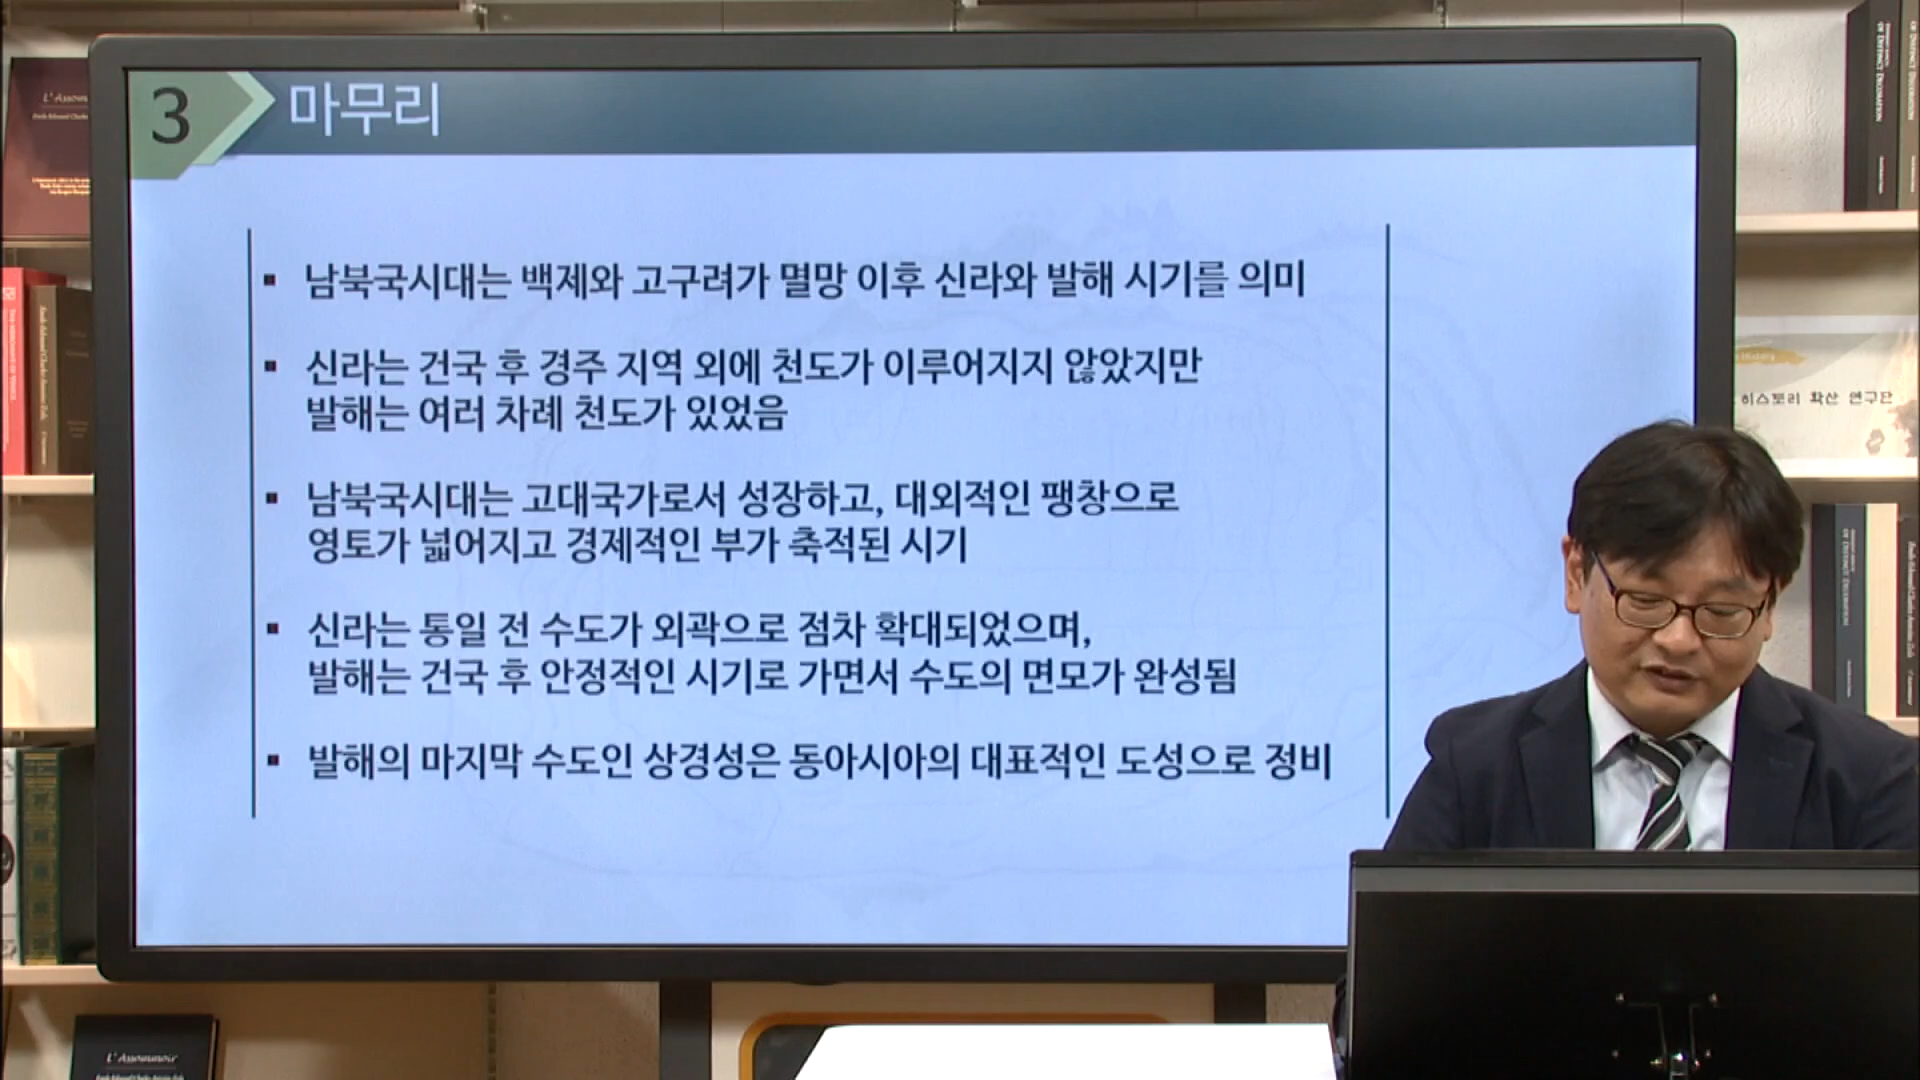 3 마무리
▪ 남북국시대는 백제와 고구려가 멸망 이후 신라와 발해 시기를 의미
▪ 신라는 건국 후 경주 지역 외에 천도가 이루어지지 않았지만
발해는 여러 차례 천도가 있었음
▪ 남북국시대는 고대국가로서 성장하고, 대외적인 팽창으로
영토가 넓어지고 경제적인 부가 축적된 시기
▪ 신라는 통일 전 수도가 외곽으로 점차 확대되었으며,
발해는 건국 후 안정적인 시기로 가면서 수도의 면모가 완성됨
▪ 발해의 마지막 수도인 상경성은 동아시아의 대표적인 도성으로 정비
히스토리 확산 연구단
OF DISTINCT DECORATION
OF DISTINCT DECORATION
L'Assommoir